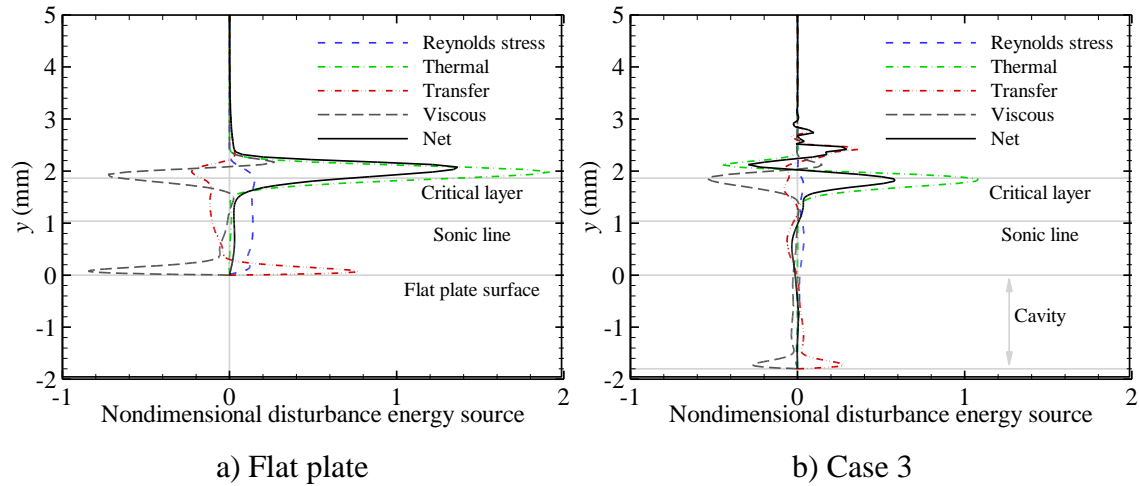 5
4
3
2
1
0
-1
-2
y (mm)
Reynolds stress
Thermal
Transfer
Viscous
Net
Critical layer
Sonic line
Flat plate surface
-1 0 1 2
Nondimensional disturbance energy source
a) Flat plate
5
4
3
2
1
0
-1
-2
y (mm)
Reynolds stress
Thermal
Transfer
Viscous
Net
Critical layer
Sonic line
Cavity
-1 0 1 2
Nondimensional disturbance energy source
b) Case 3